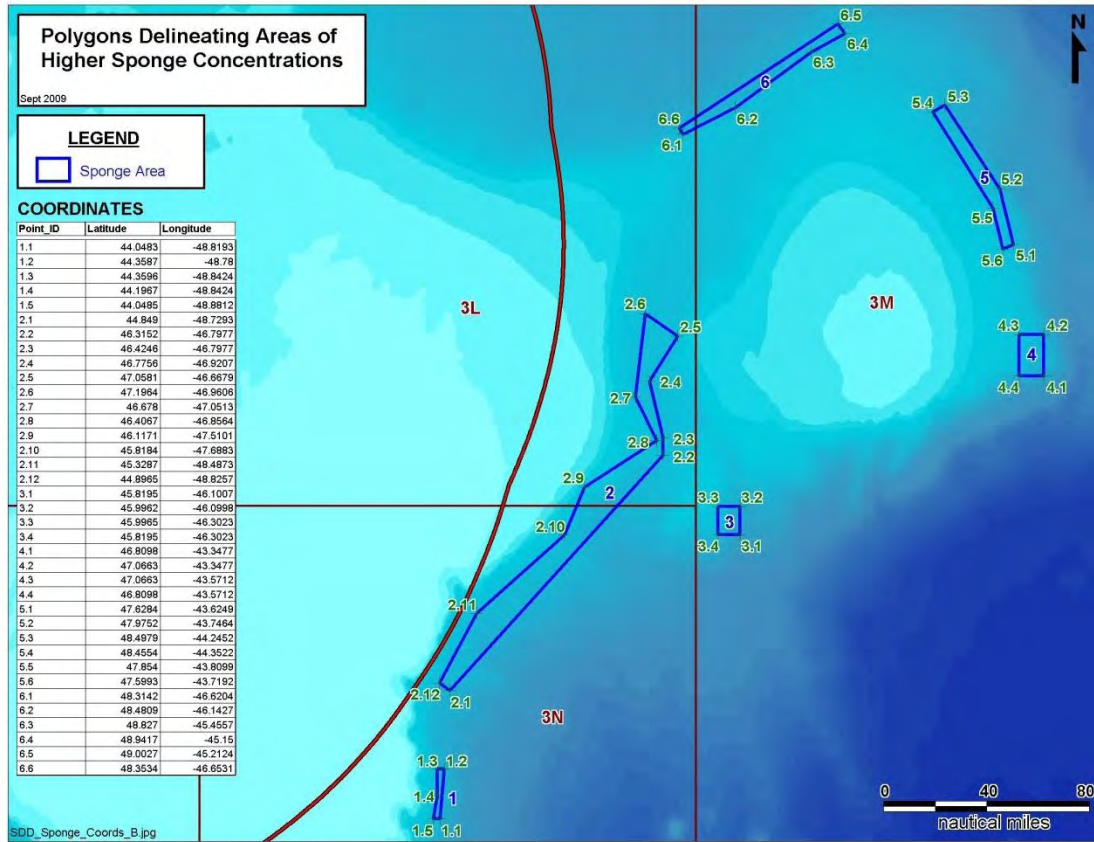 Polygons Delineating Areas of
Higher Sponge Concentrations
Sept 2009
LEGEND
Sponge Area
COORDINATES
Point_ID Latitude Longitude
1.1 44.0483 -48.8193
1.2 44.3587 -48.78
1.3 44.3596 -48.8424
1.4 44.1967 -48.8424
1.5 44.0485 -48.8812
2.1 44.849 -48.7293
2.2 46.3152 -46.7977
2.3 46.4246 -46.7977
2.4 46.7756 -46.9207
2.5 47.0581 -46.6679
2.6 47.1964 -46.9606
2.7 46.678 -47.0513
2.8 46.4067 -46.8564
2.9 46.1171 -47.5101
2.10 45.8184 -47.6883
2.11 45.3287 -48.4873
2.12 44.8965 -48.8257
3.1 45.8195 -46.1007
3.2 45.9962 -46.0998
3.3 45.9965 -46.3023
3.4 45.8195 -46.3023
4.1 46.8098 -43.3477
4.2 47.0663 -43.3477
4.3 47.0663 -43.5712
4.4 46.8098 -43.5712
5.1 47.6284 -43.6249
5.2 47.9752 -43.7464
5.3 48.4979 -44.2452
5.4 48.4554 -44.3522
5.5 47.854 -43.8099
5.6 47.5993 -43.7192
6.1 48.3142 -46.6204
6.2 48.4809 -46.1427
6.3 48.827 -45.4557
6.4 48.9417 -45.15
6.5 49.0027 -45.2124
6.6 48.3534 -46.6531
SDD_Sponge_Coords_B.jpg
N
6.5
6.4
6.3
6
6.2
6.6
6.1
5.4 5.3
5.2
5
5.5
5.6 5.1
3L
3M
2.6
2.5
2.4
2.7
2.8 2.3
2.2
2.9
2
2.10
2.11
2.12 2.1
4.3 4.2
4
4.4 4.1
3.3 3.2
3
3.4 3.1
3N
1.3 1.2
1.4 1
1.5 1.1
0 40 80
nautical miles